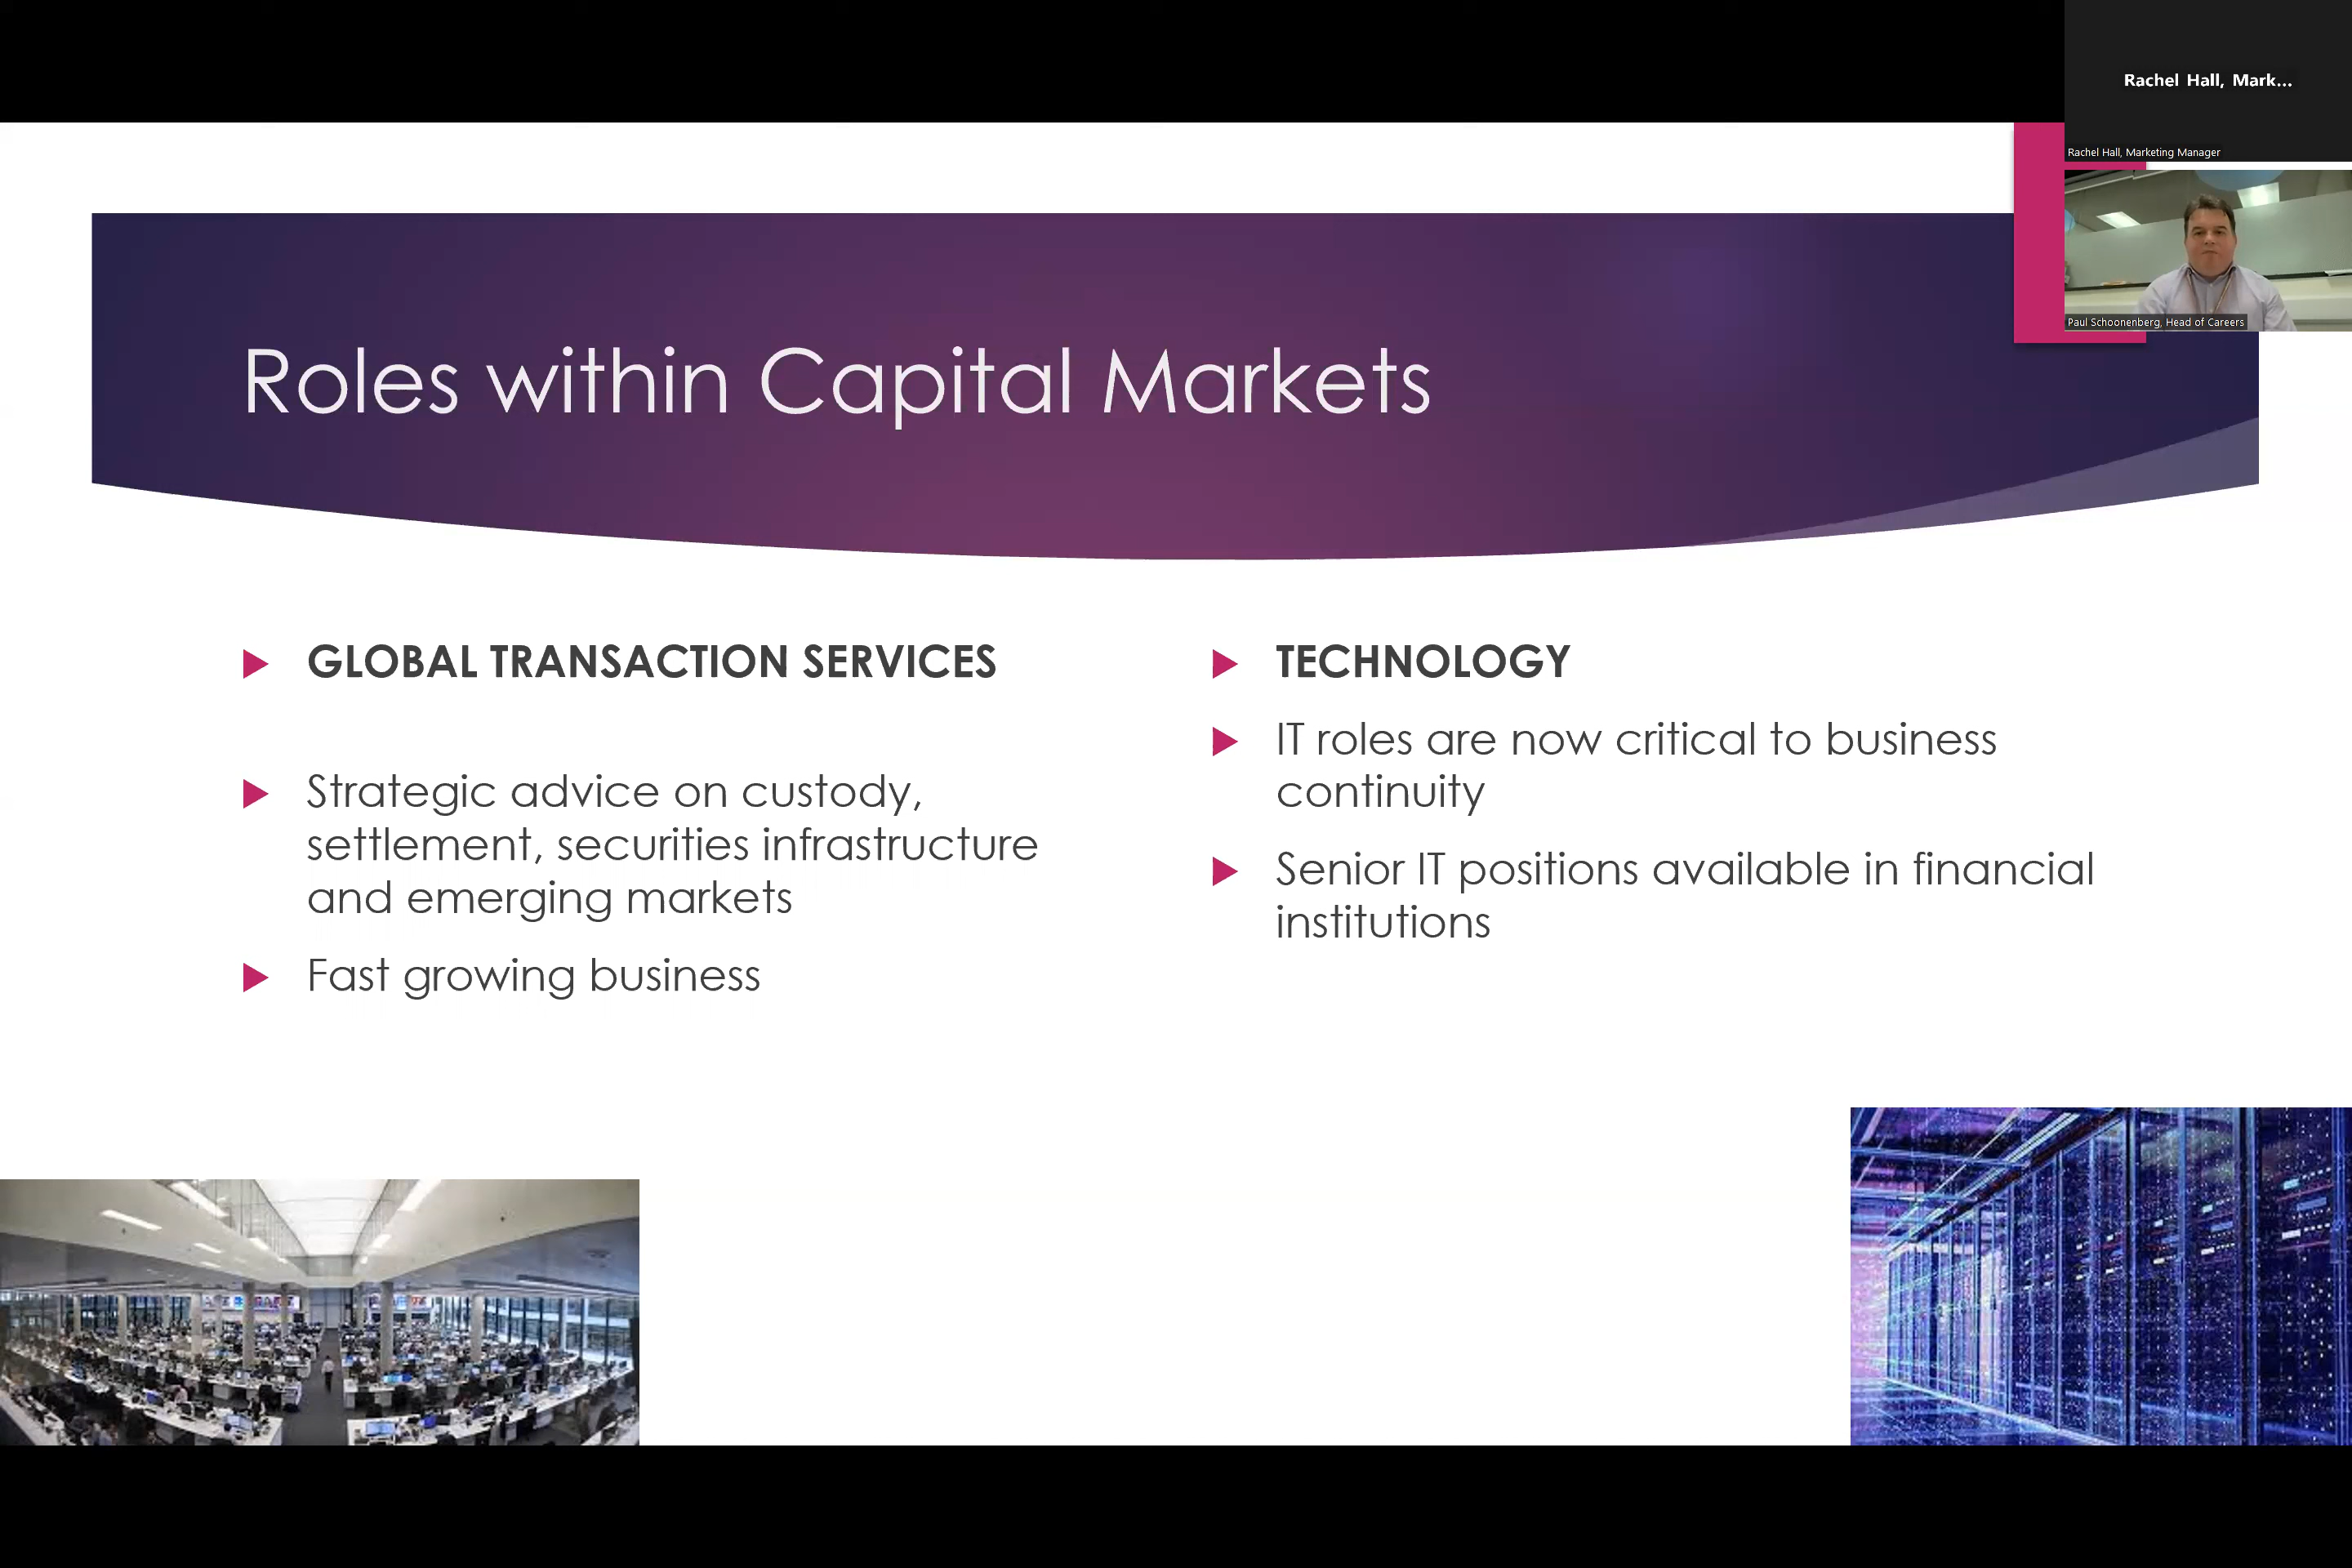 Rachel Hall, Mark...
Rachel Hall, Marketing Manager
Paul Schoonenberg, Head of Careers
Roles within Capital Markets
GLOBAL TRANSACTION SERVICES
Strategic advice on custody,
settlement, securities infrastructure
and emerging markets
Fast growing business
TECHNOLOGY
IT roles are now critical to business
continuity
Senior IT positions available in financial
institutions